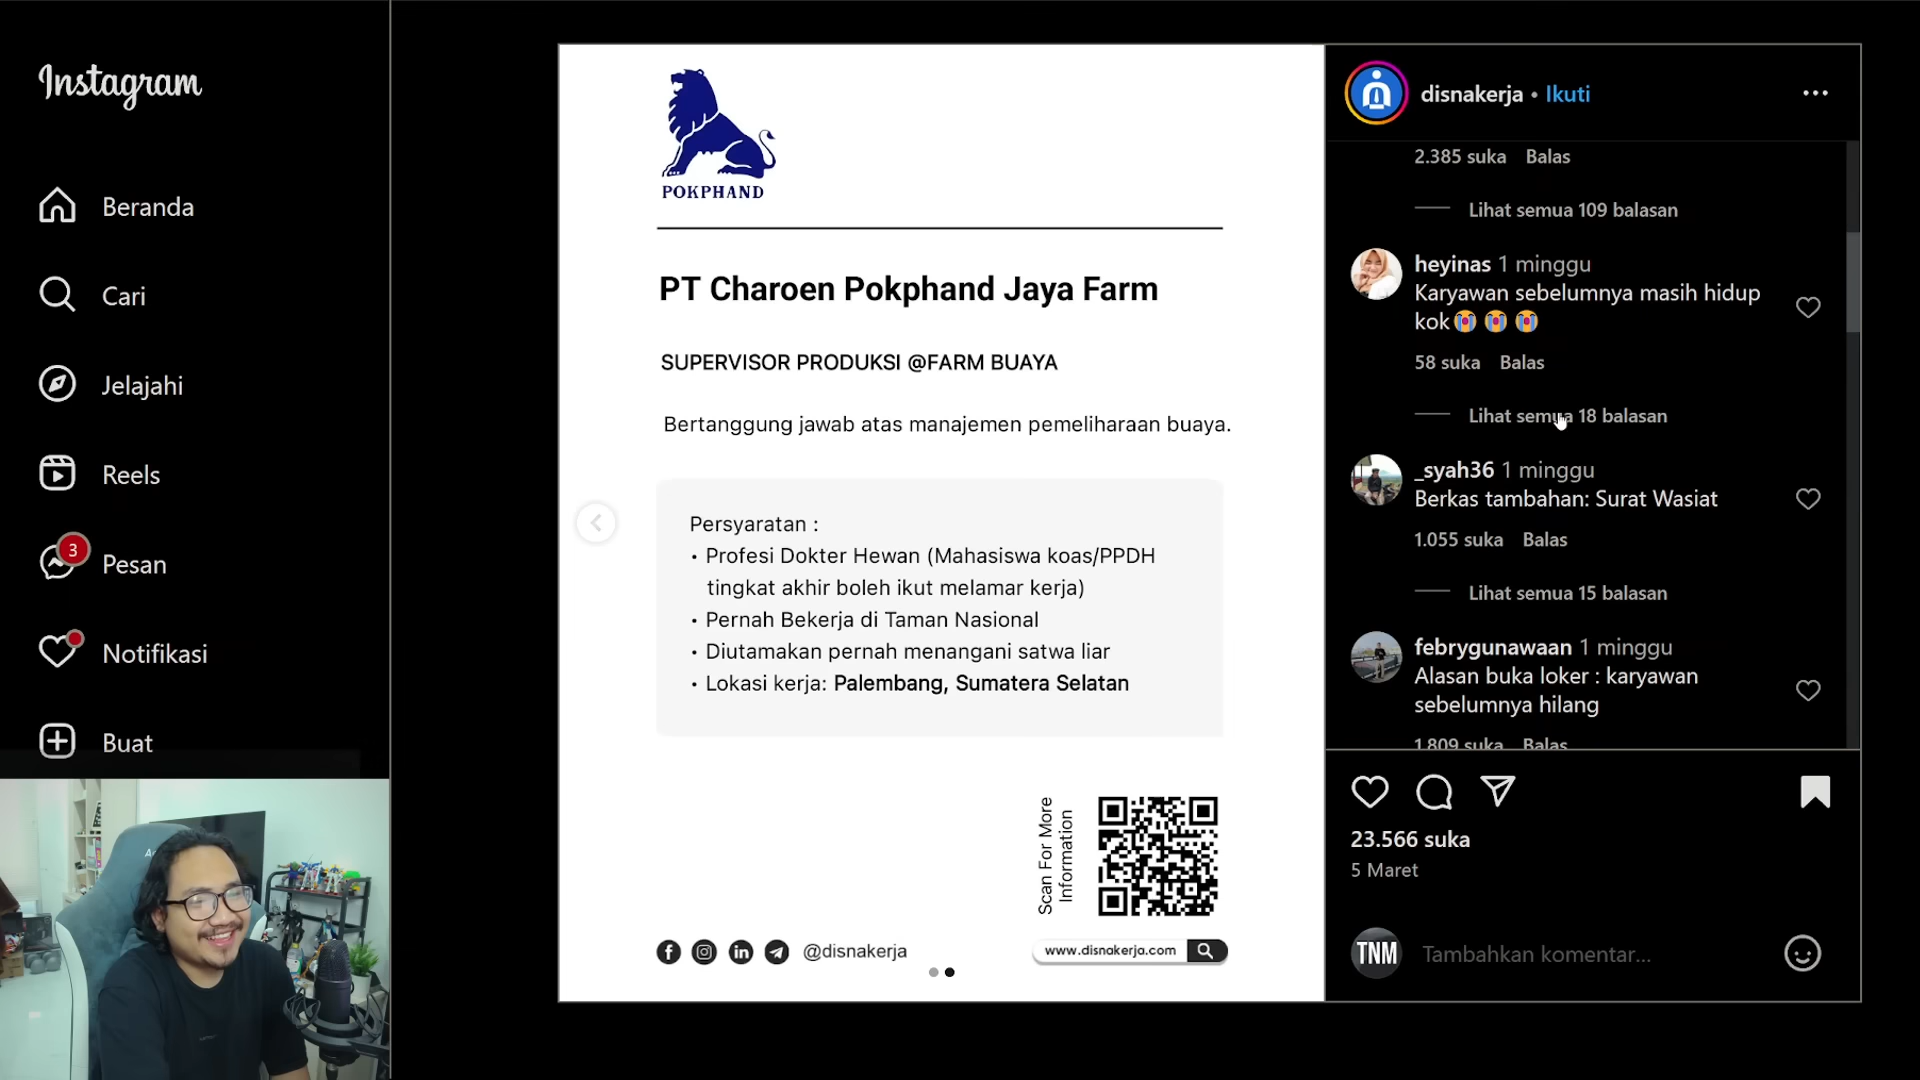 Instagram
Beranda
Cari
Jelajahi
Reels
3
Pesan
Notifikasi
Buat
POKPHAND
PT Charoen Pokphand Jaya Farm
SUPERVISOR PRODUKSI @FARM BUAYA
Bertanggung jawab atas manajemen pemeliharaan buaya.
Persyaratan :
• Profesi Dokter Hewan (Mahasiswa koas/PPDH
tingkat akhir boleh ikut melamar kerja)
• Pernah Bekerja di Taman Nasional
• Diutamakan pernah menangani satwa liar
• Lokasi kerja: Palembang, Sumatera Selatan
Scan For More
Information
@disnakerja
www.disnakerja.com
disnakerja • Ikuti
2.385 suka Balas
Lihat semua 109 balasan
heyinas 1 minggu
Karyawan sebelumnya masih hidup
kok😭😭😭
58 suka Balas
Lihat semua 18 balasan
_syah36 1 minggu
Berkas tambahan: Surat Wasiat
1.055 suka Balas
Lihat semua 15 balasan
febrygunawaan 1 minggu
Alasan buka loker : karyawan
sebelumnya hilang
1.809 suka Balas
23.566 suka
5 Maret
TNM
Tambahkan komentar...